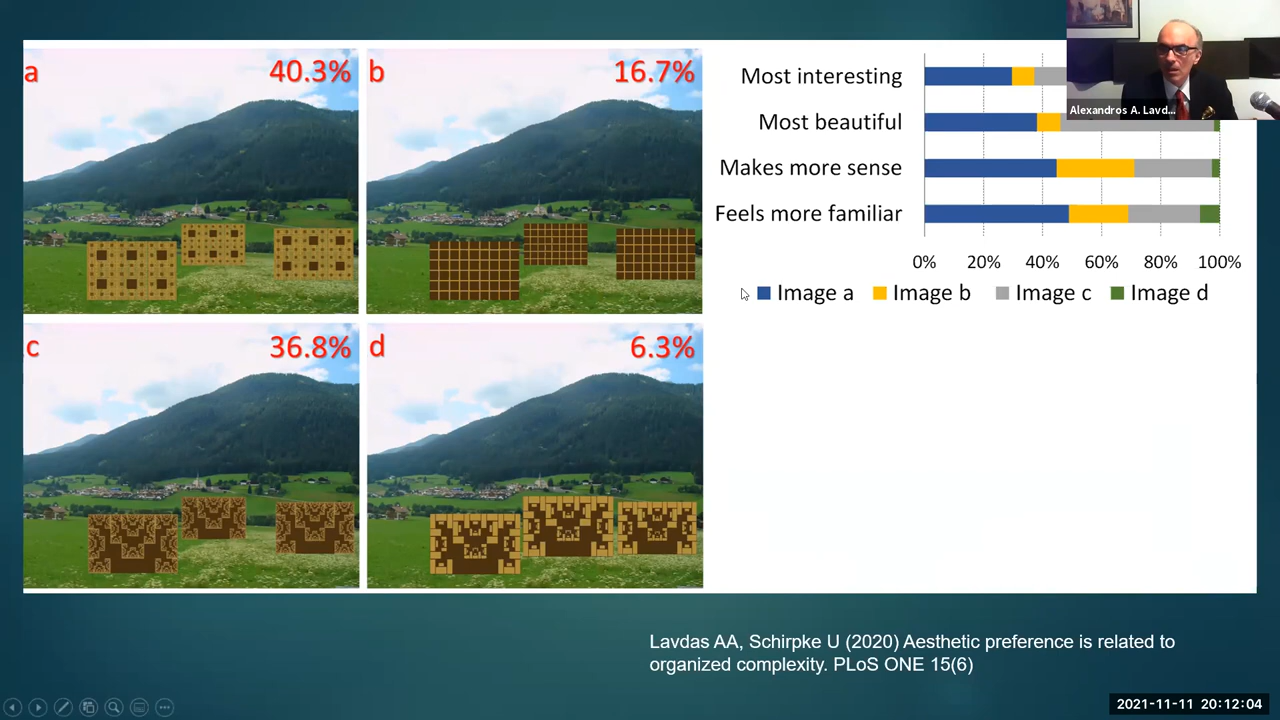 a 40.3%
b 16.7%
c 36.8%
d 6.3%
Most interesting
Most beautiful
Makes more sense
Feels more familiar
0% 20% 40% 60% 80% 100%
Image a Image b Image c Image d
Alexandros A. Lavd...
Lavdas AA, Schirpke U (2020) Aesthetic preference is related to
organized complexity. PLoS ONE 15(6)
2021-11-11 20:12:04